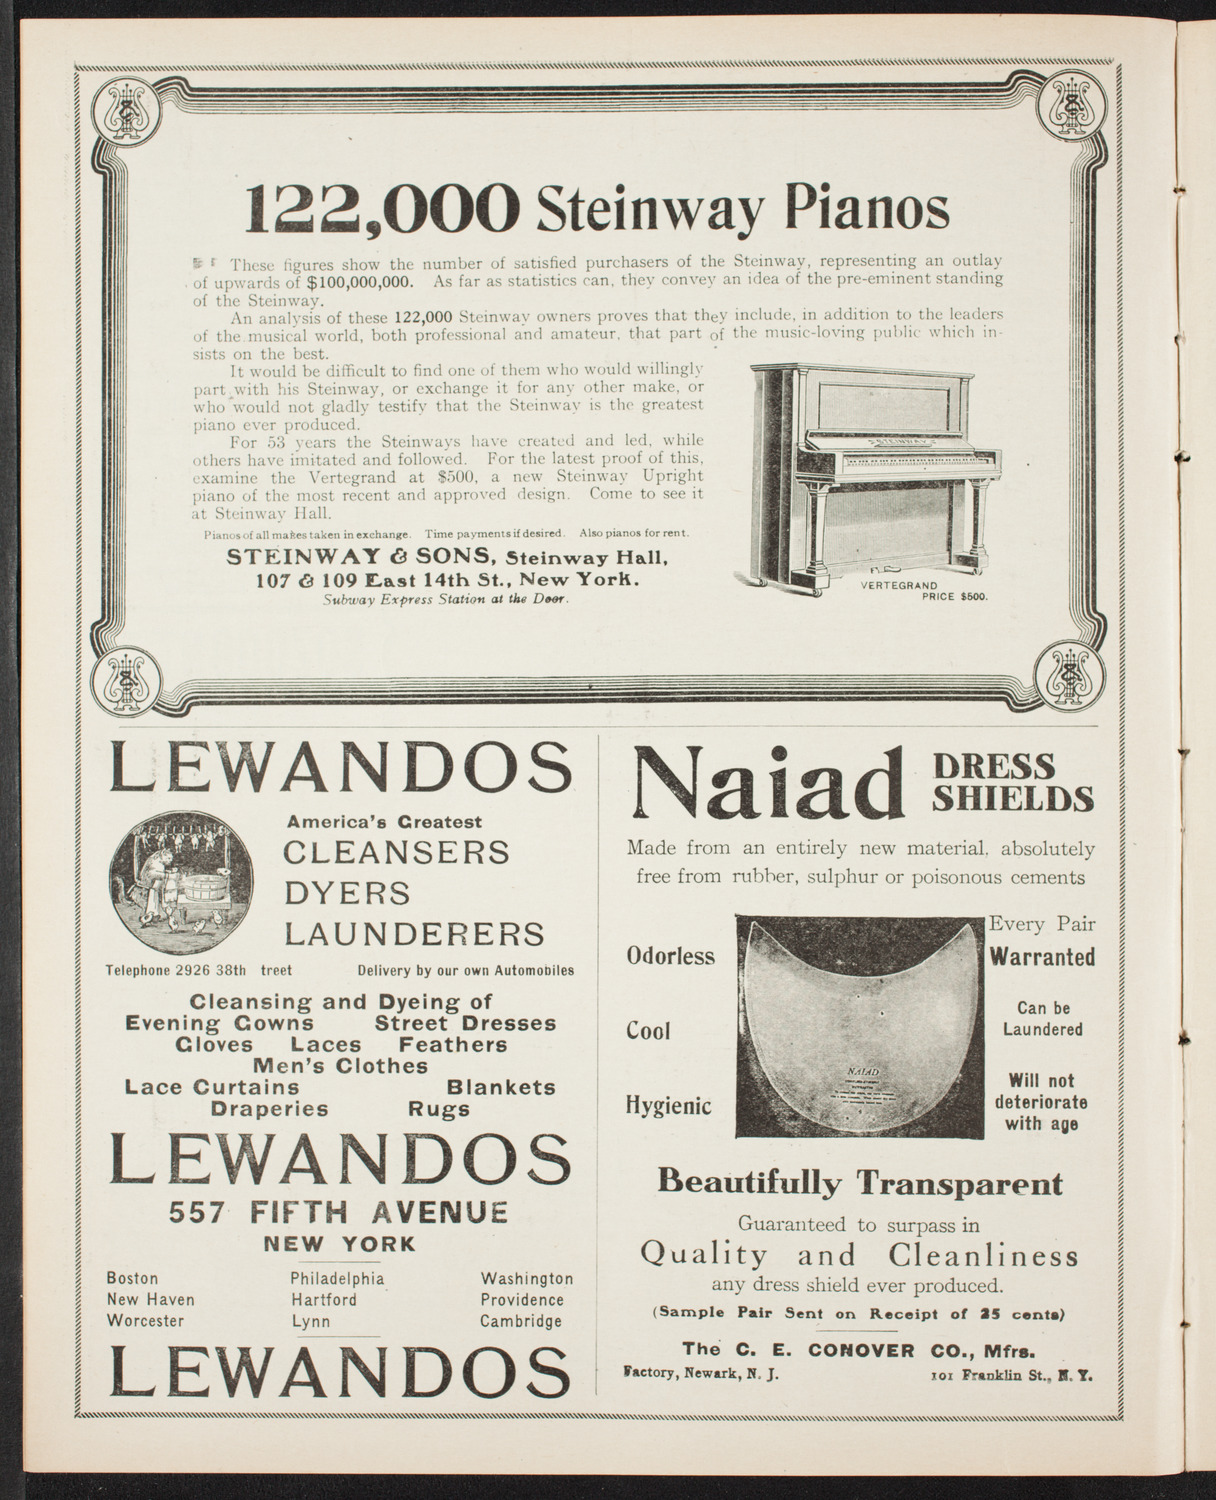 122,000 Steinway Pianos
These figures show the number of satisfied purchasers of the Steinway, representing an outlay
of upwards of $100,000,000. As far as statistics can, they convey an idea of the pre-eminent standing
of the Steinway.
An analysis of these 122,000 Steinway owners proves that they include, in addition to the leaders
of the musical world, both professional and amateur, that part of the music-loving public which in-
sists on the best.
It would be difficult to find one of them who would willingly
part with his Steinway, or exchange it for any other make, or
who would not gladly testify that the Steinway is the greatest
piano ever produced.
For 53 years the Steinways have created and led, while
others have imitated and followed. For the latest proof of this,
examine the Vertegrand at $500, a new Steinway Upright
piano of the most recent and approved design. Come to see it
at Steinway Hall.
Pianos of all makes taken in exchange. Time payments if desired. Also pianos for rent.
STEINWAY & SONS, Steinway Hall,
107 & 109 East 14th St., New York.
Subway Express Station at the Door.
STEINWAY
VERTEGRAND
PRICE $500.
LEWANDOS
America's Greatest
CLEANSERS
DYERS
LAUNDERERS
Telephone 2926 38th treet Delivery by our own Automobiles
Cleansing and Dyeing of
Evening Gowns Street Dresses
Gloves Laces Feathers
Men's Clothes
Lace Curtains Blankets
Draperies Rugs
LEWANDOS
557 FIFTH AVENUE
NEW YORK
Boston Philadelphia Washington
New Haven Hartford Providence
Worcester Lynn Cambridge
LEWANDOS
Naiad DRESS
SHIELDS
Made from an entirely new material, absolutely
free from rubber, sulphur or poisonous cements
Odorless
Cool
Hygienic
NAIAD
Every Pair
Warranted
Can be
Laundered
Will not
deteriorate
with age
Beautifully Transparent
Guaranteed to surpass in
Quality and Cleanliness
any dress shield ever produced.
(Sample Pair Sent on Receipt of 25 cents)
The C. E. CONOVER CO., Mfrs.
Factory, Newark, N. J. 101 Franklin St., N. Y.